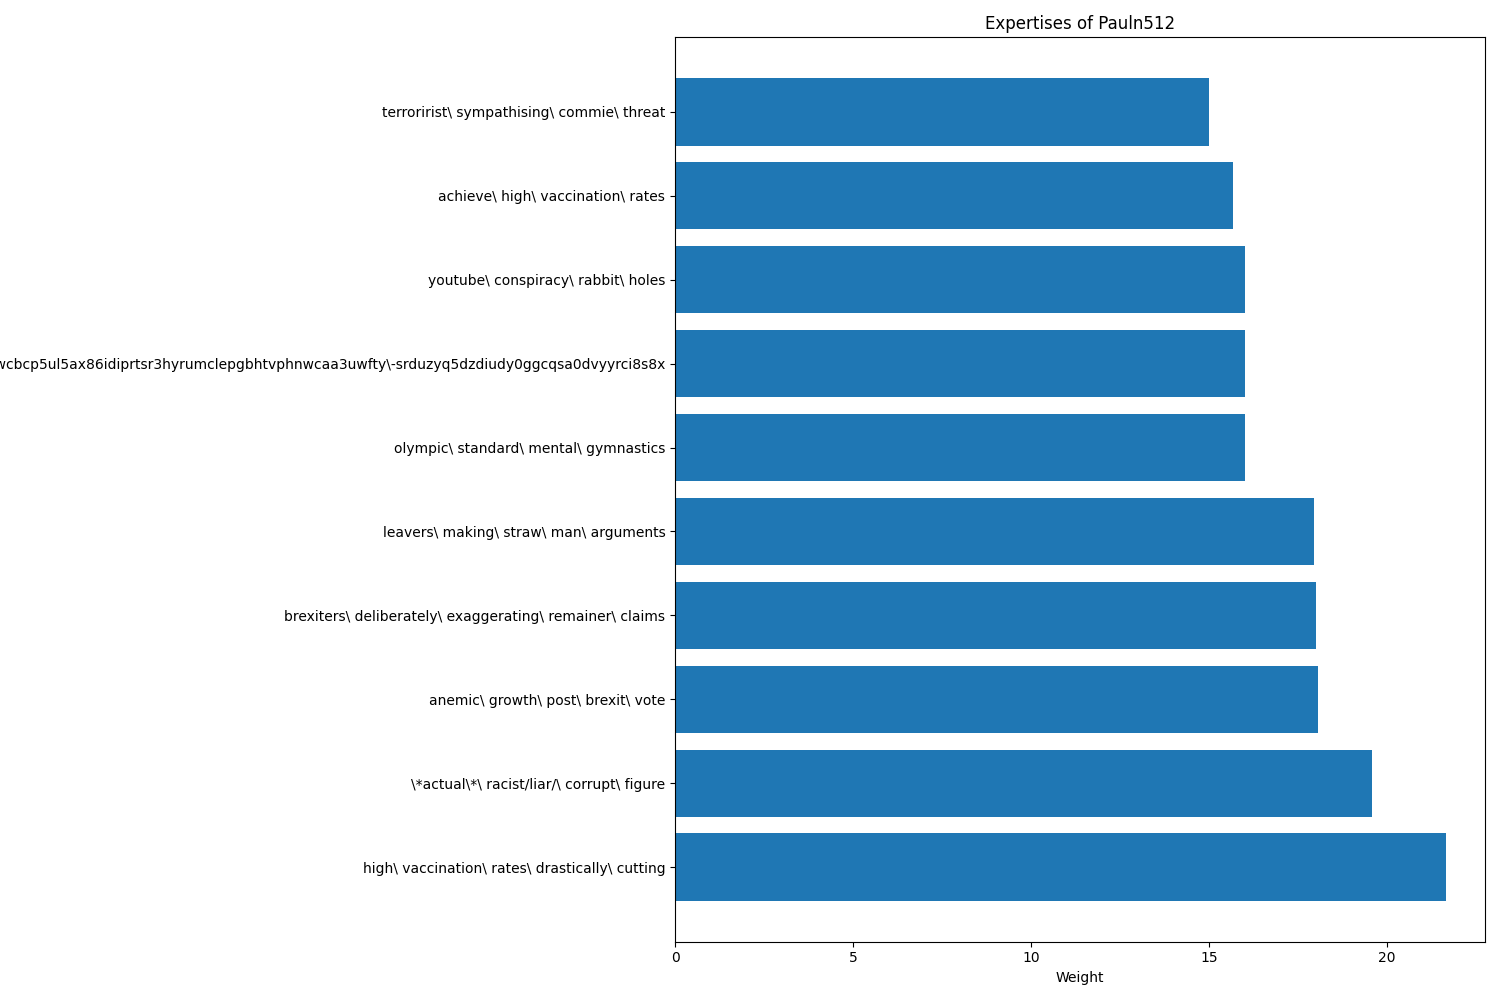 Expertises of Pauln512
terroririst\ sympathising\ commie\ threat
achieve\ high\ vaccination\ rates
youtube\ conspiracy\ rabbit\ holes
wcbcp5ul5ax86idiprtsr3hyrumclepgbhtvphnwcaa3uwfty\-srduzyq5dzdiudy0ggcqsa0dvyyrci8s8x
olympic\ standard\ mental\ gymnastics
leavers\ making\ straw\ man\ arguments
brexiters\ deliberately\ exaggerating\ remainer\ claims
anemic\ growth\ post\ brexit\ vote
\*actual\*\ racist/liar/\ corrupt\ figure
high\ vaccination\ rates\ drastically\ cutting
0 5 10 15 20
Weight